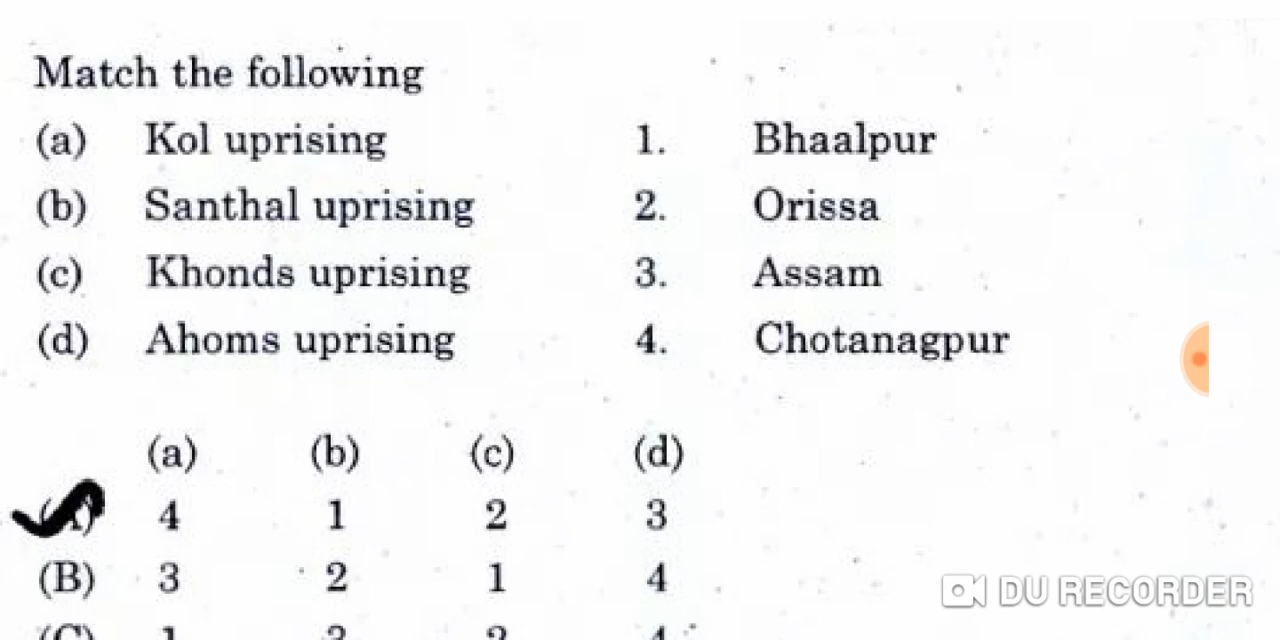 Match the following
(a) Kol uprising 1. Bhaalpur
(b) Santhal uprising 2. Orissa
(c) Khonds uprising 3. Assam
(d) Ahoms uprising 4. Chotanagpur
(a) (b) (c) (d)
4 1 2 3
(B) 3 2 1 4
DU RECORDER